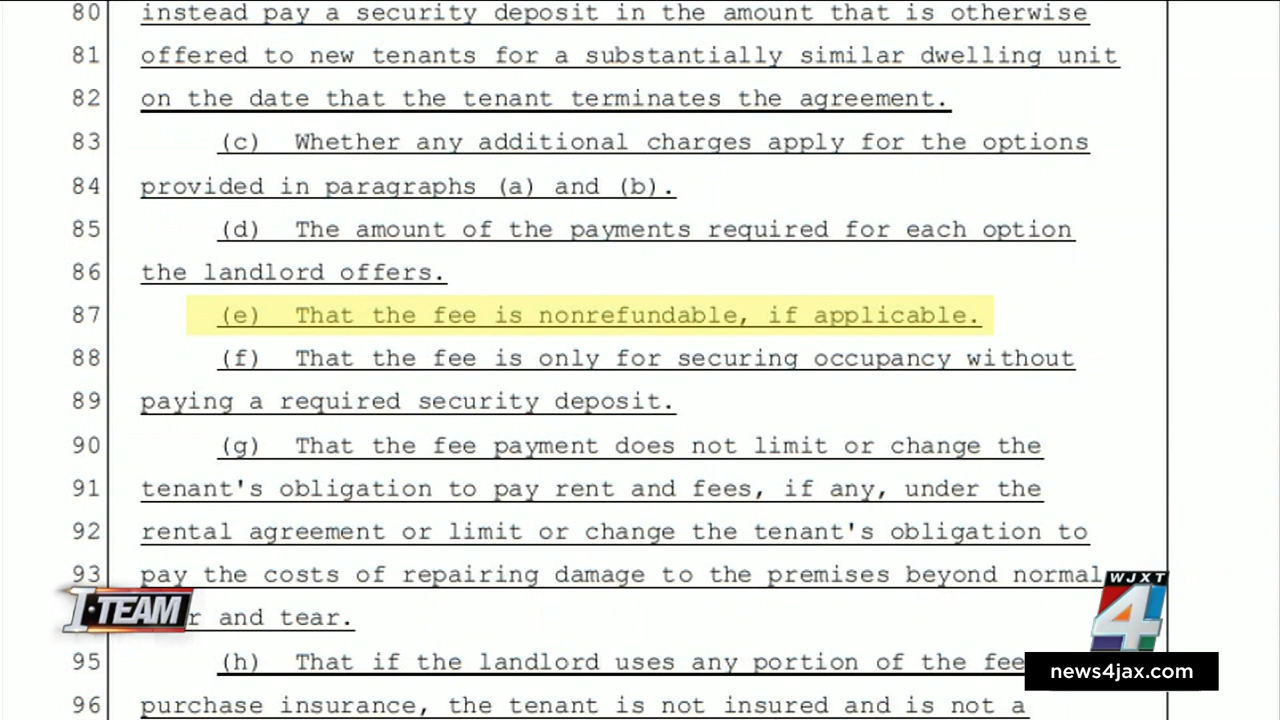 80 instead pay a security deposit in the amount that is otherwise
81 offered to new tenants for a substantially similar dwelling unit
82 on the date that the tenant terminates the agreement.
83 (c) Whether any additional charges apply for the options
84 provided in paragraphs (a) and (b).
85 (d) The amount of the payments required for each option
86 the landlord offers.
87 (e) That the fee is nonrefundable, if applicable.
88 (f) That the fee is only for securing occupancy without
89 paying a required security deposit.
90 (g) That the fee payment does not limit or change the
91 tenant's obligation to pay rent and fees, if any, under the
92 rental agreement or limit or change the tenant's obligation to
93 pay the costs of repairing damage to the premises beyond normal
r and tear.
95 (h) That if the landlord uses any portion of the fee
96 purchase insurance, the tenant is not insured and is not a
I·TEAM
WJXT
4
news4jax.com